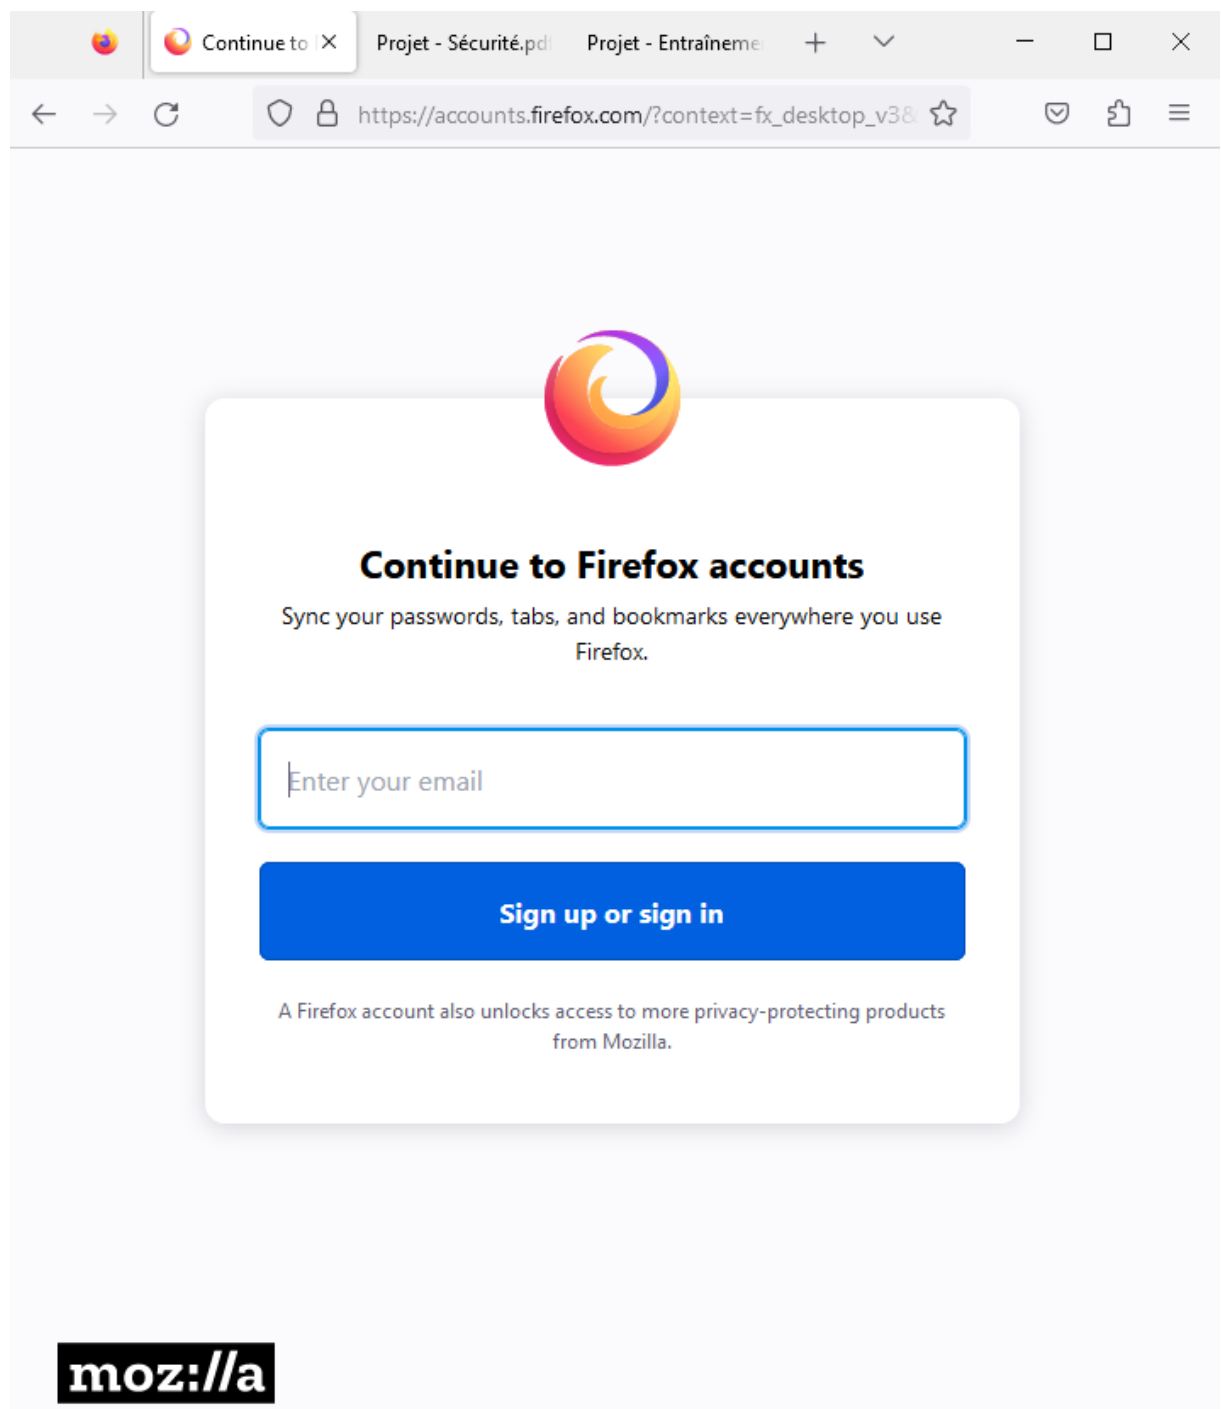 Continue to
Projet - Sécurité.pd
Projet - Entraîneme
https://accounts.firefox.com/?context=fx_desktop_v3&
Continue to Firefox accounts
Sync your passwords, tabs, and bookmarks everywhere you use
Firefox.
Enter your email
Sign up or sign in
A Firefox account also unlocks access to more privacy-protecting products
from Mozilla.
moz://a